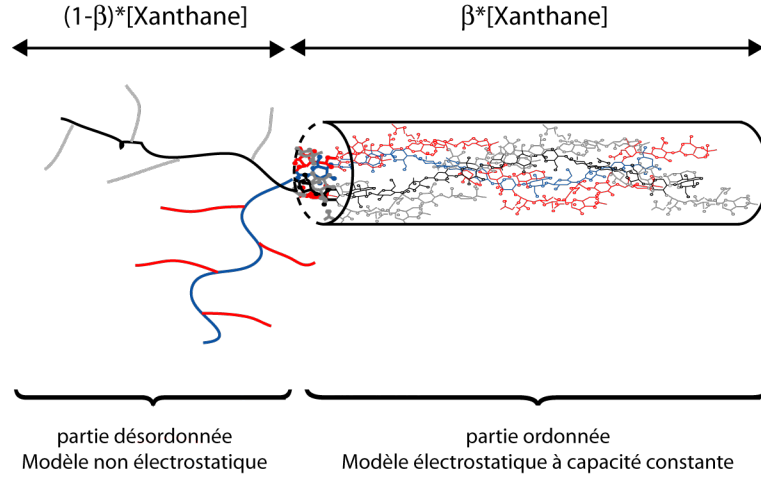 (1-β)*[Xanthane]
β*[Xanthane]
partie désordonnée
Modèle non électrostatique
partie ordonnée
Modèle électrostatique à capacité constante